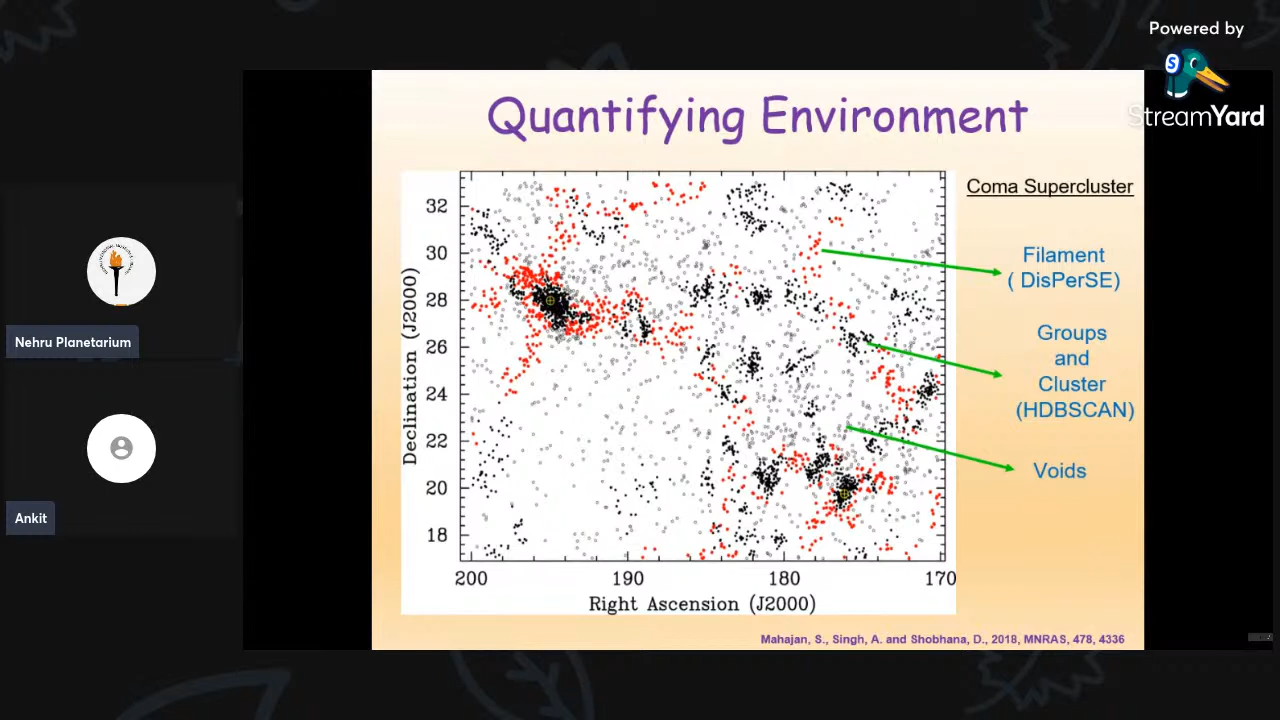 Powered by
StreamYard
Quantifying Environment
Coma Supercluster
32
30
28
26
24
22
20
18
Declination (J2000)
200 190 180 170
Right Ascension (J2000)
Filament
( DisPerSE)
Groups
and
Cluster
(HDBSCAN)
Voids
Mahajan, S., Singh, A. and Shobhana, D., 2018, MNRAS, 478, 4336
Nehru Planetarium
Ankit